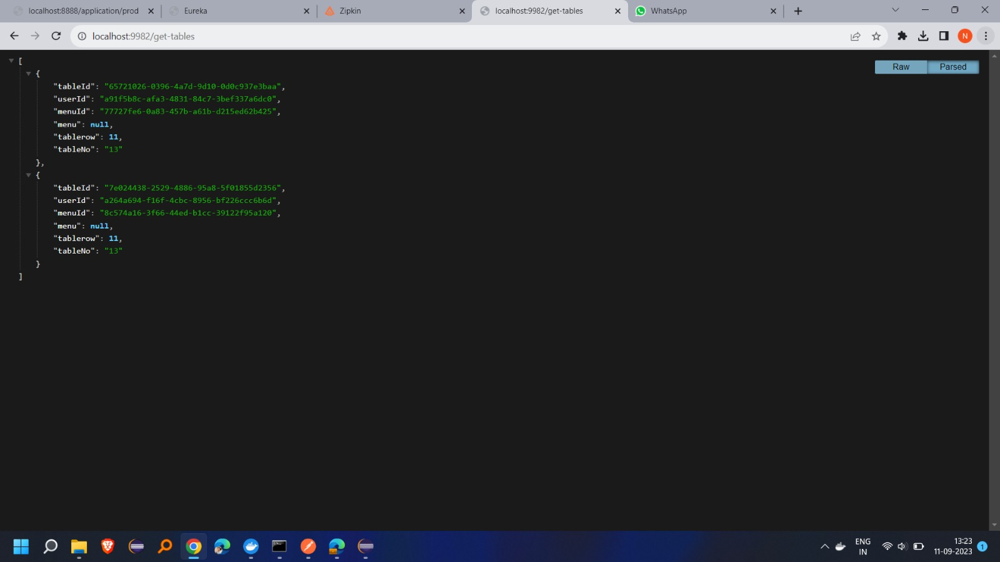 localhost:8888/application/prod
Eureka
Zipkin
localhost:9982/get-tables
WhatsApp
localhost:9982/get-tables
N
Raw
Parsed
[
{
"tableId": "65721026-0396-4a7d-9d10-0d0c937e3baa",
"userId": "a91f5b8c-afa3-4831-84c7-3bef337a6dc0",
"menuId": "77727fe6-0a83-457b-a61b-d215ed62b425",
"menu": null,
"tablerow": 11,
"tableNo": "13"
},
{
"tableId": "7e024438-2529-4886-95a8-5f01855d2356",
"userId": "a264a694-f16f-4cbc-8956-bf226ccc6b6d",
"menuId": "8c574a16-3f66-44ed-b1cc-39122f95a120",
"menu": null,
"tablerow": 11,
"tableNo": "13"
}
]
ENG
IN
13:23
11-09-2023
1